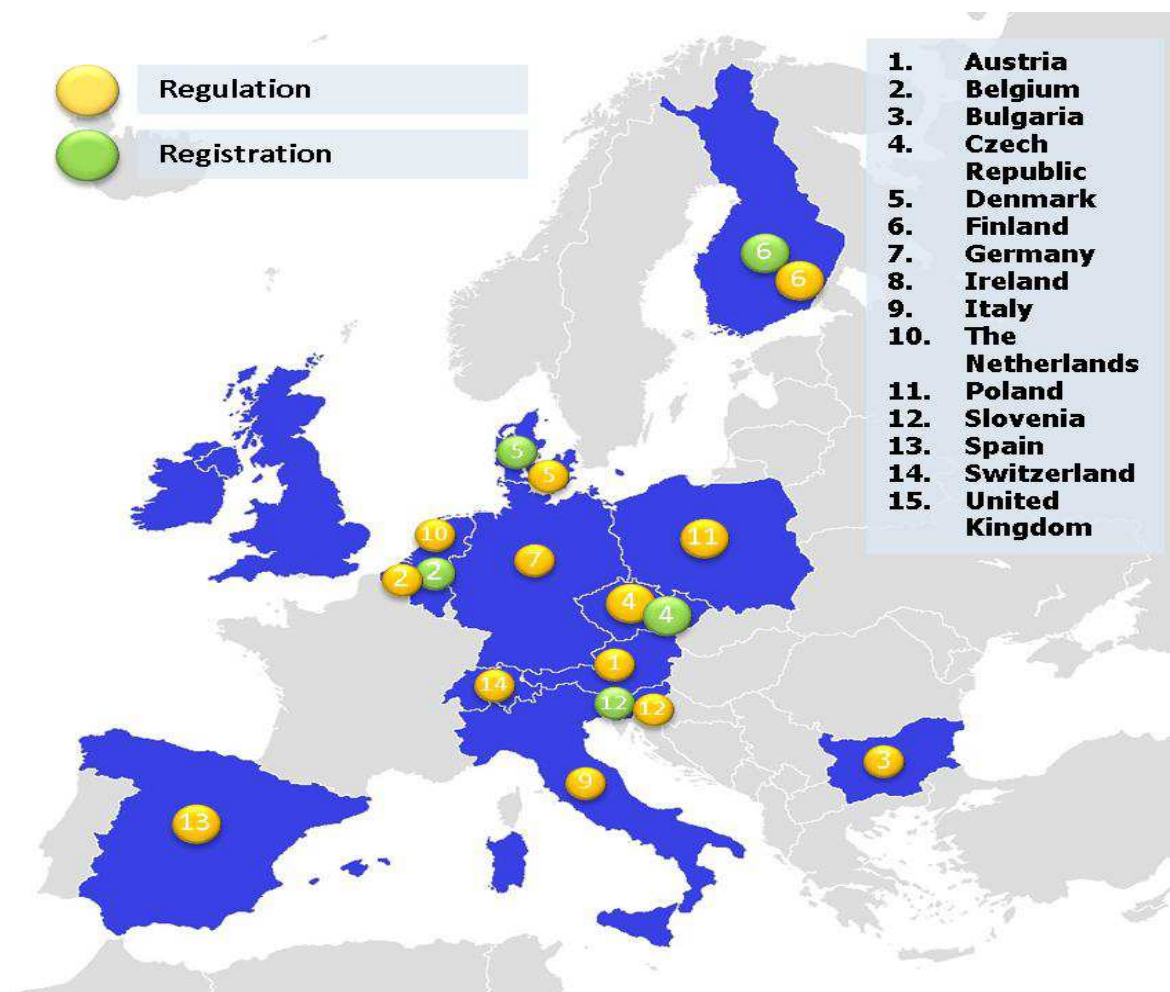 Regulation
Registration
1. Austria
2. Belgium
3. Bulgaria
4. Czech
Republic
5. Denmark
6. Finland
7. Germany
8. Ireland
9. Italy
10. The
Netherlands
11. Poland
12. Slovenia
13. Spain
14. Switzerland
15. United
Kingdom
6
6
5
5
10
11
7
2
2
4
4
1
14
12
12
3
9
13